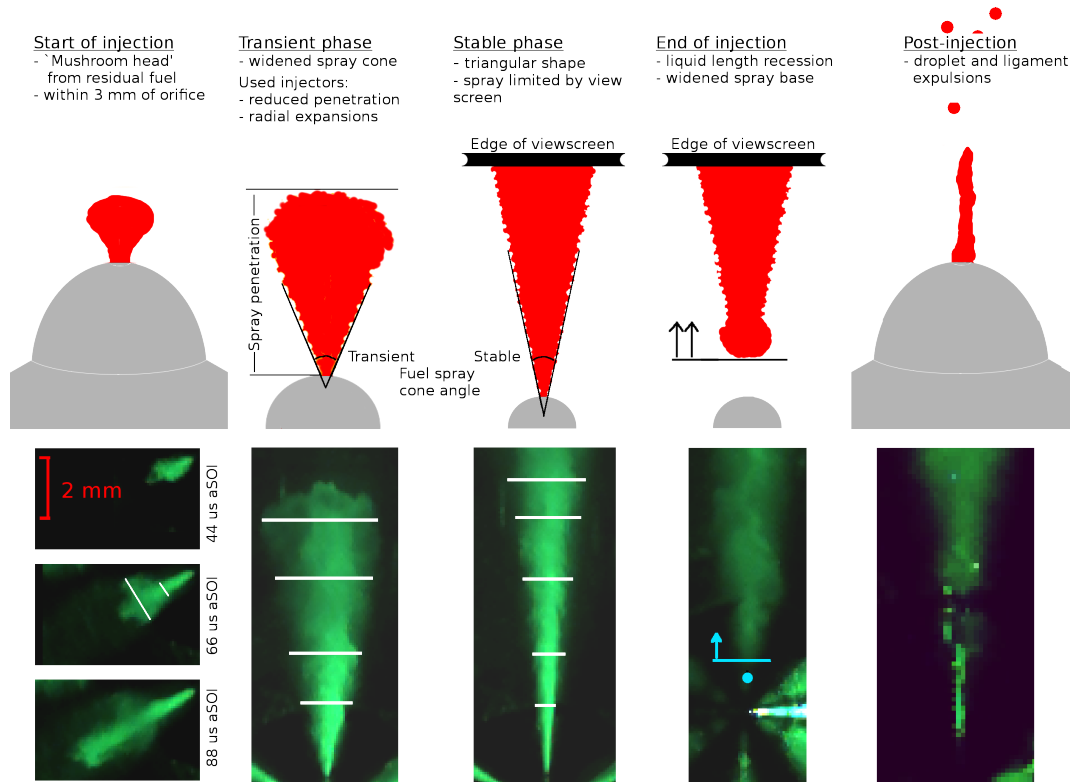 Start of injection
- `Mushroom head'
from residual fuel
- within 3 mm of orifice
Transient phase
- widened spray cone
Used injectors:
- reduced penetration
- radial expansions
Stable phase
- triangular shape
- spray limited by view
screen
End of injection
- liquid length recession
- widened spray base
Post-injection
- droplet and ligament
expulsions
Edge of viewscreen
Edge of viewscreen
Spray penetration
Transient
Fuel spray
cone angle
Stable
2 mm
44 us aSOI
66 us aSOI
88 us aSOI